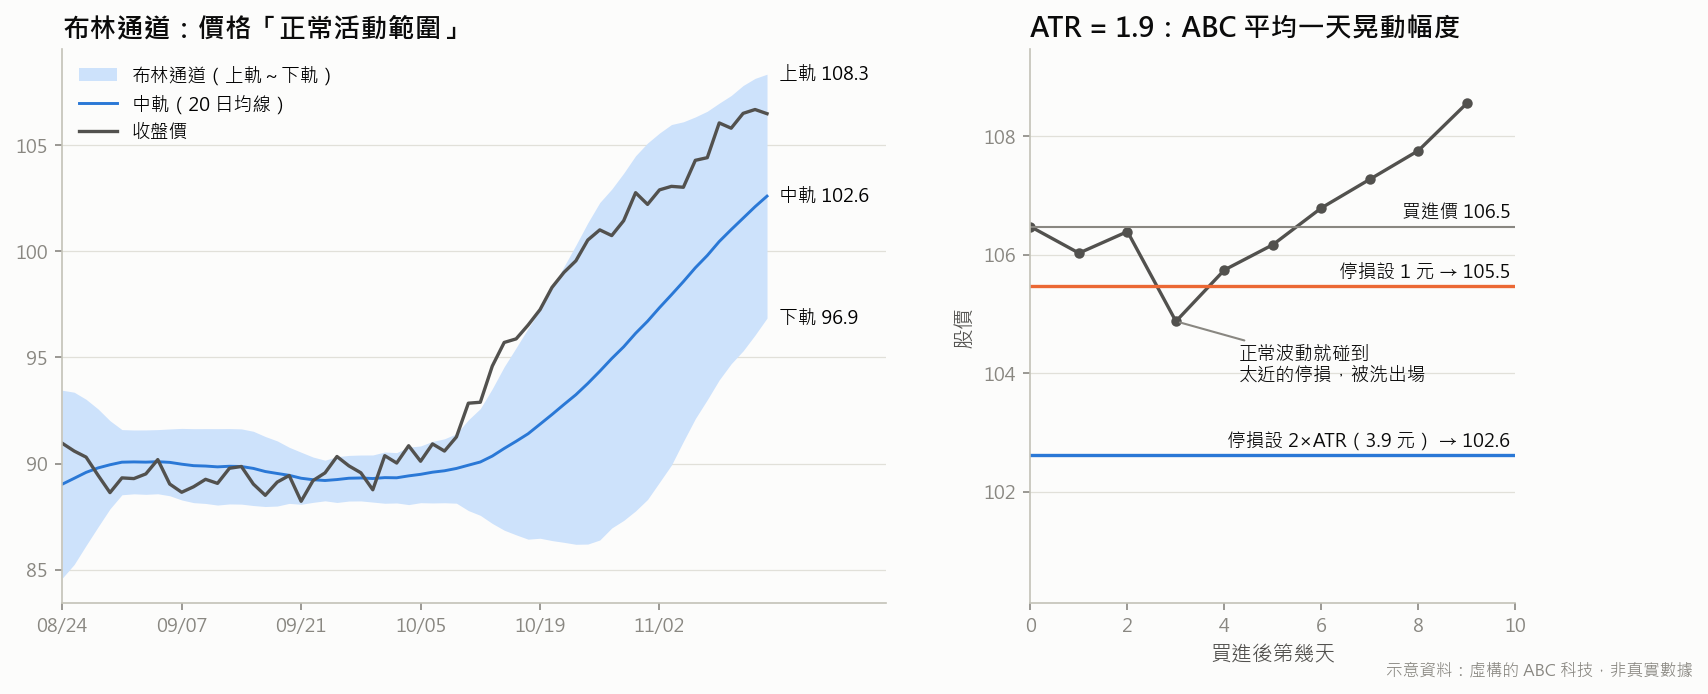 布林通道：價格「正常活動範圍」
布林通道（上軌～下軌）
中軌（20 日均線）
收盤價
上軌 108.3
中軌 102.6
下軌 96.9
105
100
95
90
85
08/24
09/07
09/21
10/05
10/19
11/02
ATR = 1.9：ABC 平均一天晃動幅度
股價
108
106
104
102
買進價 106.5
停損設 1 元 → 105.5
正常波動就碰到
太近的停損，被洗出場
停損設 2×ATR（3.9 元）→ 102.6
0
2
4
6
8
10
買進後第幾天
示意資料：虛構的 ABC 科技，非真實數據